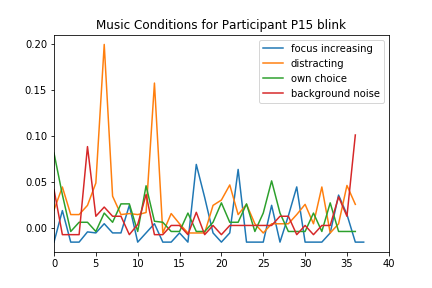 Music Conditions for Participant P15 blink
focus increasing
distracting
own choice
background noise
0.20
0.15
0.10
0.05
0.00
0 5 10 15 20 25 30 35 40